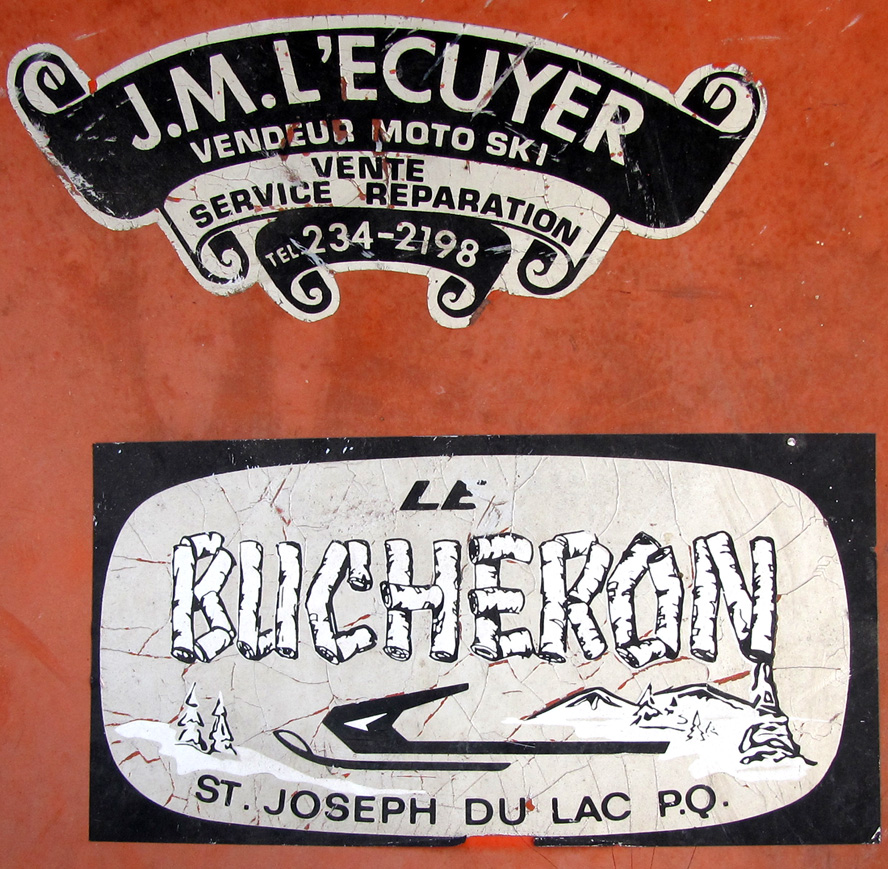 J.M.L'ECUYER
VENDEUR MOTO SKI
VENTE
SERVICE REPARATION
TEL. 234-2198
LE
BUCHERON
ST. JOSEPH DU LAC P.Q.